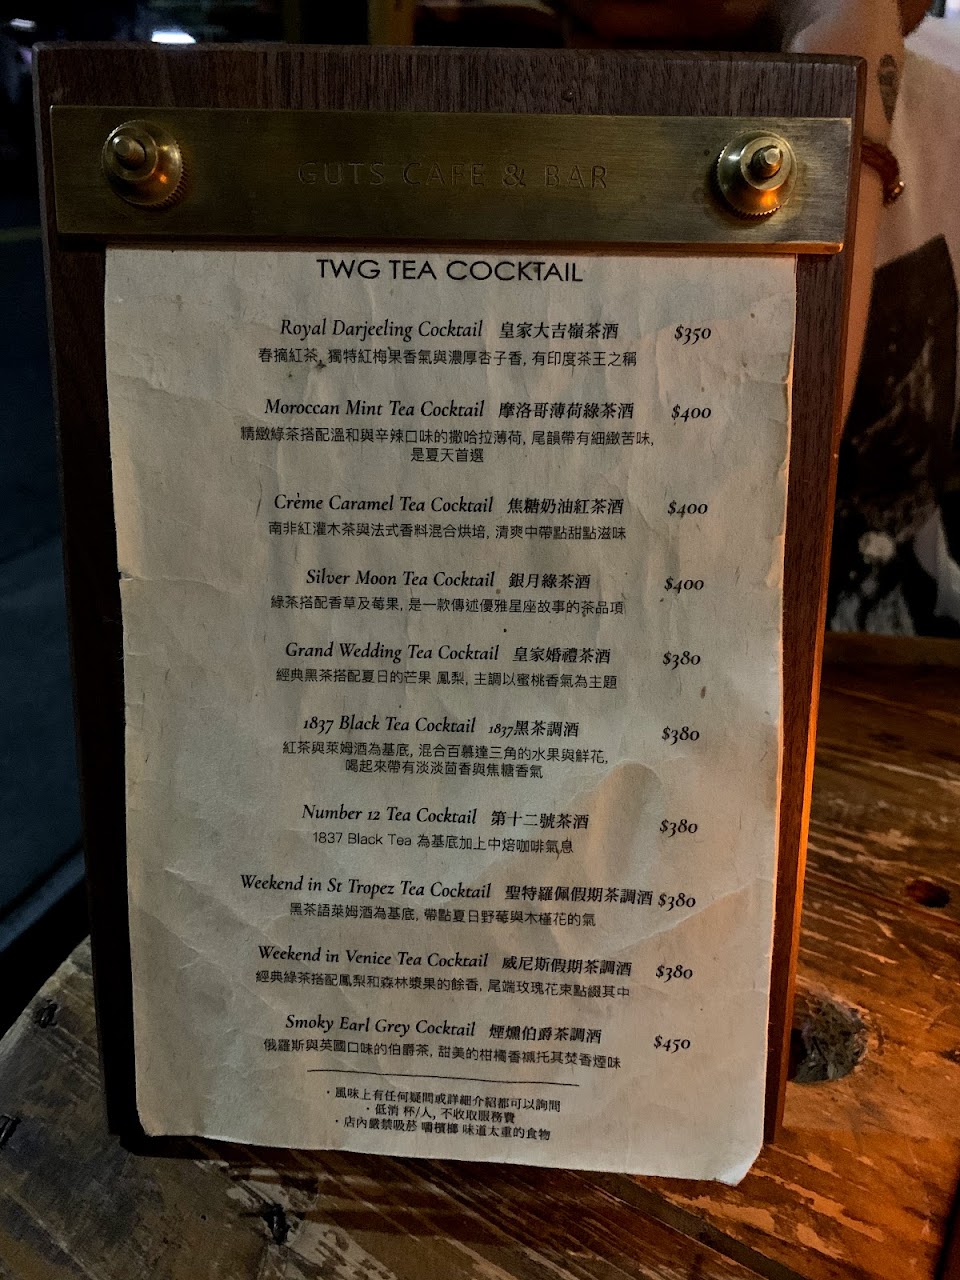 GUTS CAFE & BAR
TWG TEA COCKTAIL
Royal Darjeeling Cocktail 皇家大吉嶺茶酒 $350
春摘紅茶, 獨特紅梅果香氣與濃厚杏子香, 有印度茶王之稱
Moroccan Mint Tea Cocktail 摩洛哥薄荷綠茶酒 $400
精緻綠茶搭配溫和與辛辣口味的撒哈拉薄荷, 尾韻帶有細緻苦味,
是夏天首選
Crème Caramel Tea Cocktail 焦糖奶油紅茶酒 $400
南非紅灌木茶與法式香料混合烘培, 清爽中帶點甜點滋味
Silver Moon Tea Cocktail 銀月綠茶酒 $400
綠茶搭配香草及莓果, 是一款傳述優雅星座故事的茶品項
Grand Wedding Tea Cocktail 皇家婚禮茶酒 $380
經典黑茶搭配夏日的芒果 鳳梨, 主調以蜜桃香氣為主題
1837 Black Tea Cocktail 1837黑茶調酒 $380
紅茶與萊姆酒為基底, 混合百慕達三角的水果與鮮花,
喝起來帶有淡淡茴香與焦糖香氣
Number 12 Tea Cocktail 第十二號茶酒 $380
1837 Black Tea 為基底加上中焙咖啡氣息
Weekend in St Tropez Tea Cocktail 聖特羅佩假期茶調酒 $380
黑茶語萊姆酒為基底, 帶點夏日野莓與木槿花的氣
Weekend in Venice Tea Cocktail 威尼斯假期茶調酒 $380
經典綠茶搭配鳳梨和森林漿果的餘香, 尾端玫瑰花束點綴其中
Smoky Earl Grey Cocktail 煙燻伯爵茶調酒 $450
俄羅斯與英國口味的伯爵茶, 甜美的柑橘香襯托其焚香煙味
· 風味上有任何疑問或詳細介紹都可以詢問
· 低消 杯/人, 不收取服務費
· 店內嚴禁吸菸 嚼檳榔 味道太重的食物